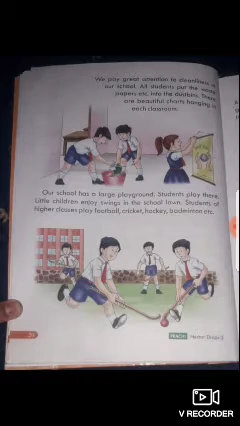 We pay great attention to cleanliness in
our school. All students put the waste
papers etc. into the dustbins. There
are beautiful charts hanging in
each classroom.
Our school has a large playground. Students play there.
Little children enjoy swings in the school lawn. Students of
higher classes play football, cricket, hockey, badminton etc.
V RECORDER